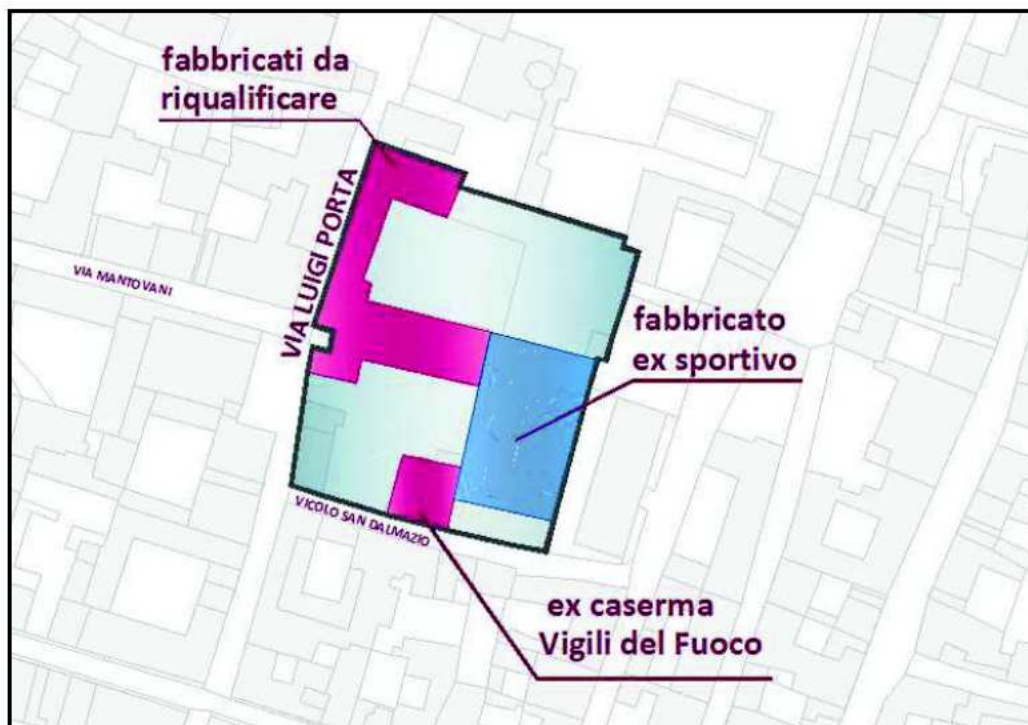 fabbricati da
riqualificare
VIA LUIGI PORTA
VIA MANTOVANI
fabbricato
ex sportivo
VICOLO SAN DALMAZIO
ex caserma
Vigili del Fuoco